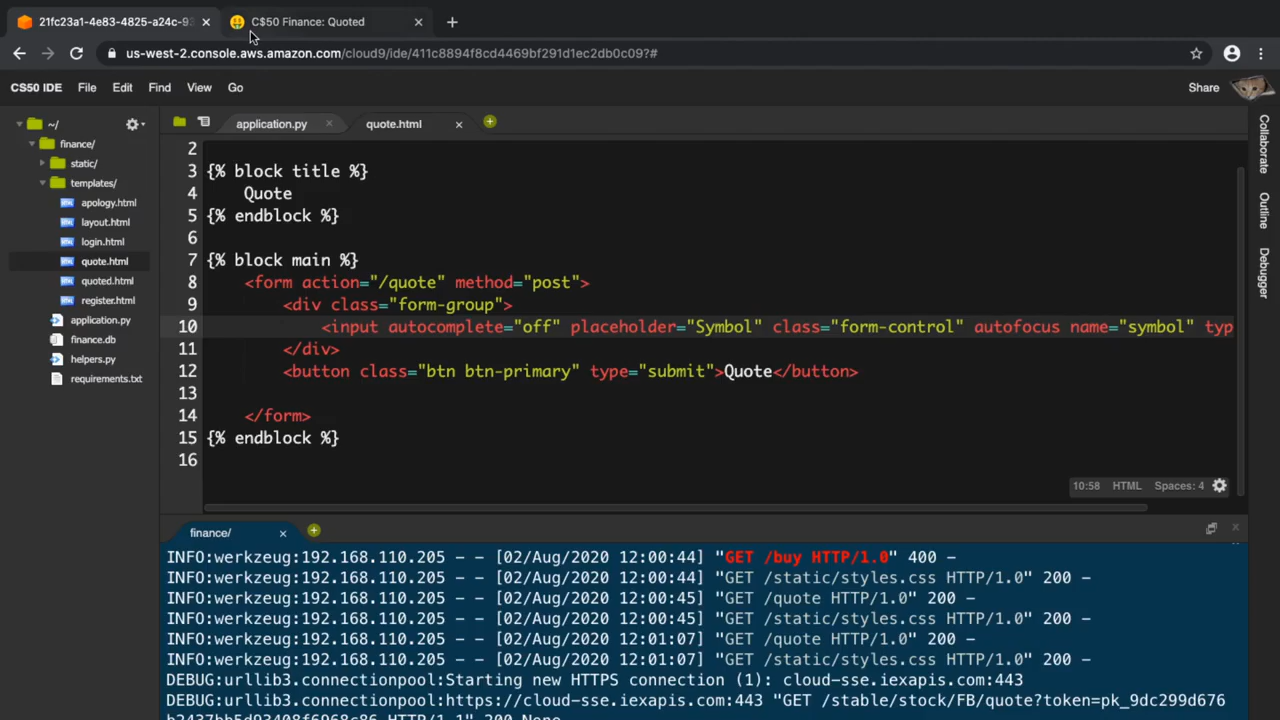 21fc23a1-4e83-4825-a24c-92
C$50 Finance: Quoted
us-west-2.console.aws.amazon.com/cloud9/ide/411c8894f8cd4469bf291d1ec2db0c09?#
CS50 IDE File Edit Find View Go Share
~/
finance/
static/
templates/
apology.html
layout.html
login.html
quote.html
quoted.html
register.html
application.py
finance.db
helpers.py
requirements.txt
application.py quote.html
2
3 {% block title %}
4 Quote
5 {% endblock %}
6
7 {% block main %}
8 <form action="/quote" method="post">
9 <div class="form-group">
10 <input autocomplete="off" placeholder="Symbol" class="form-control" autofocus name="symbol" typ
11 </div>
12 <button class="btn btn-primary" type="submit">Quote</button>
13
14 </form>
15 {% endblock %}
16
10:58 HTML Spaces: 4
Collaborate
Outline
Debugger
finance/
INFO:werkzeug:192.168.110.205 - - [02/Aug/2020 12:00:44] "GET /buy HTTP/1.0" 400 -
INFO:werkzeug:192.168.110.205 - - [02/Aug/2020 12:00:44] "GET /static/styles.css HTTP/1.0" 200 -
INFO:werkzeug:192.168.110.205 - - [02/Aug/2020 12:00:45] "GET /quote HTTP/1.0" 200 -
INFO:werkzeug:192.168.110.205 - - [02/Aug/2020 12:00:45] "GET /static/styles.css HTTP/1.0" 200 -
INFO:werkzeug:192.168.110.205 - - [02/Aug/2020 12:01:07] "GET /quote HTTP/1.0" 200 -
INFO:werkzeug:192.168.110.205 - - [02/Aug/2020 12:01:07] "GET /static/styles.css HTTP/1.0" 200 -
DEBUG:urllib3.connectionpool:Starting new HTTPS connection (1): cloud-sse.iexapis.com:443
DEBUG:urllib3.connectionpool:https://cloud-sse.iexapis.com:443 "GET /stable/stock/FB/quote?token=pk_9dc299d676
HTTP/1.1" 200 None